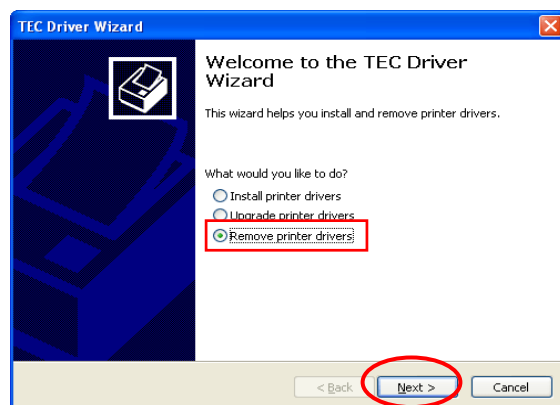 TEC Driver Wizard
Welcome to the TEC Driver
Wizard
This wizard helps you install and remove printer drivers.
What would you like to do?
Install printer drivers
Upgrade printer drivers
Remove printer drivers
< Back
Next >
Cancel